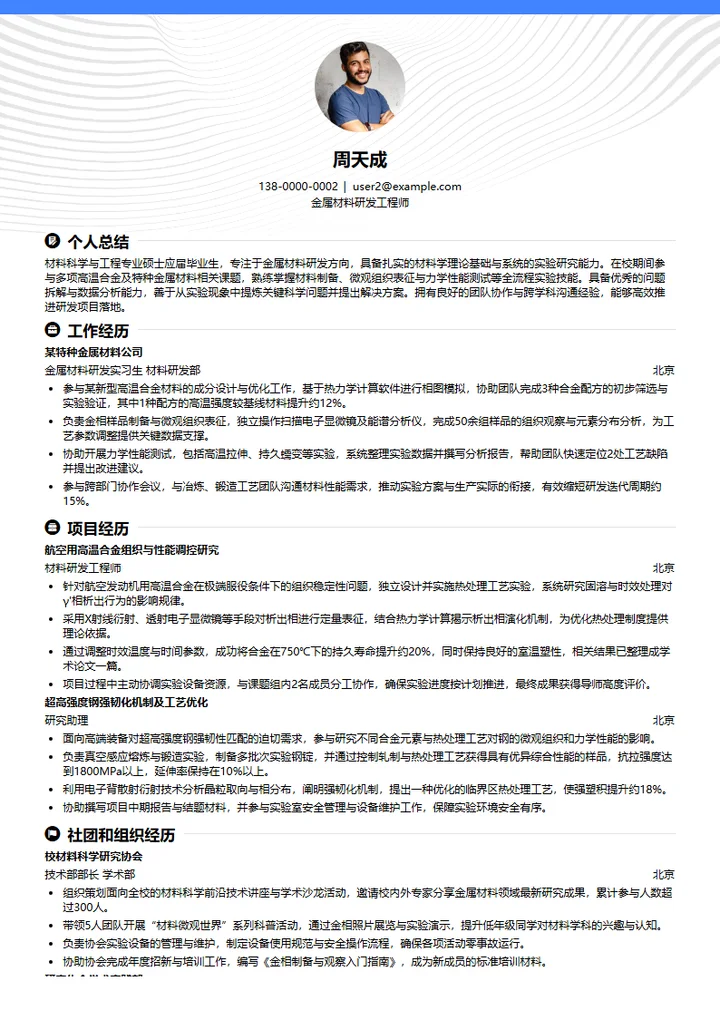 周天成
138-0000-0002 | user2@example.com
金属材料研发工程师
个人总结
材料科学与工程专业硕士应届毕业生，专注于金属材料研发方向，具备扎实的材料学理论基础与系统的实验研究能力。在校期间参
与多项高温合金及特种金属材料相关课题，熟练掌握材料制备、微观组织表征与力学性能测试等全流程实验技能。具备优秀的问题
拆解与数据分析能力，善于从实验现象中提炼关键科学问题并提出解决方案。拥有良好的团队协作与跨学科沟通经验，能够高效推
进研发项目落地。
工作经历
某特种金属材料公司
金属材料研发实习生 材料研发部 北京
• 参与某新型高温合金材料的成分设计与优化工作，基于热力学计算软件进行相图模拟，协助团队完成3种合金配方的初步筛选与
实验验证，其中1种配方的高温强度较基线材料提升约12%。
• 负责金相样品制备与微观组织表征，独立操作扫描电子显微镜及能谱分析仪，完成50余组样品的组织观察与元素分布分析，为工
艺参数调整提供关键数据支撑。
• 协助开展力学性能测试，包括高温拉伸、持久蠕变等实验，系统整理实验数据并撰写分析报告，帮助团队快速定位2处工艺缺陷
并提出改进建议。
• 参与跨部门协作会议，与冶炼、锻造工艺团队沟通材料性能需求，推动实验方案与生产实际的衔接，有效缩短研发迭代周期约
15%。
项目经历
航空用高温合金组织与性能调控研究
材料研发工程师 北京
• 针对航空发动机用高温合金在极端服役条件下的组织稳定性问题，独立设计并实施热处理工艺实验，系统研究固溶与时效处理对
γ'相析出行为的影响规律。
• 采用X射线衍射、透射电子显微镜等手段对析出相进行定量表征，结合热力学计算揭示析出相演化机制，为优化热处理制度提供
理论依据。
• 通过调整时效温度与时间参数，成功将合金在750℃下的持久寿命提升约20%，同时保持良好的室温塑性，相关结果已整理成学
术论文一篇。
• 项目过程中主动协调实验设备资源，与课题组内2名成员分工协作，确保实验进度按计划推进，最终成果获得导师高度评价。
超高强度钢强韧化机制及工艺优化
研究助理 北京
• 面向高端装备对超高强度钢强韧性匹配的迫切需求，参与研究不同合金元素与热处理工艺对钢的微观组织和力学性能的影响。
• 负责真空感应熔炼与锻造实验，制备多批次实验钢锭，并通过控制轧制与热处理工艺获得具有优异综合性能的样品，抗拉强度达
到1800MPa以上，延伸率保持在10%以上。
• 利用电子背散射衍射技术分析晶粒取向与相分布，阐明强韧化机制，提出一种优化的临界区热处理工艺，使强塑积提升约18%。
• 协助撰写项目中期报告与结题材料，并参与实验室安全管理与设备维护工作，保障实验环境安全有序。
社团和组织经历
校材料科学研究协会
技术部部长 学术部 北京
• 组织策划面向全校的材料科学前沿技术讲座与学术沙龙活动，邀请校内外专家分享金属材料领域最新研究成果，累计参与人数超
过300人。
• 带领5人团队开展“材料微观世界”系列科普活动，通过金相照片展览与实验演示，提升低年级同学对材料学科的兴趣与认知。
• 负责协会实验设备的管理与维护，制定设备使用规范与安全操作流程，确保各项活动零事故运行。
• 协助协会完成年度招新与培训工作，编写《金相制备与观察入门指南》，成为新成员的标准培训材料。